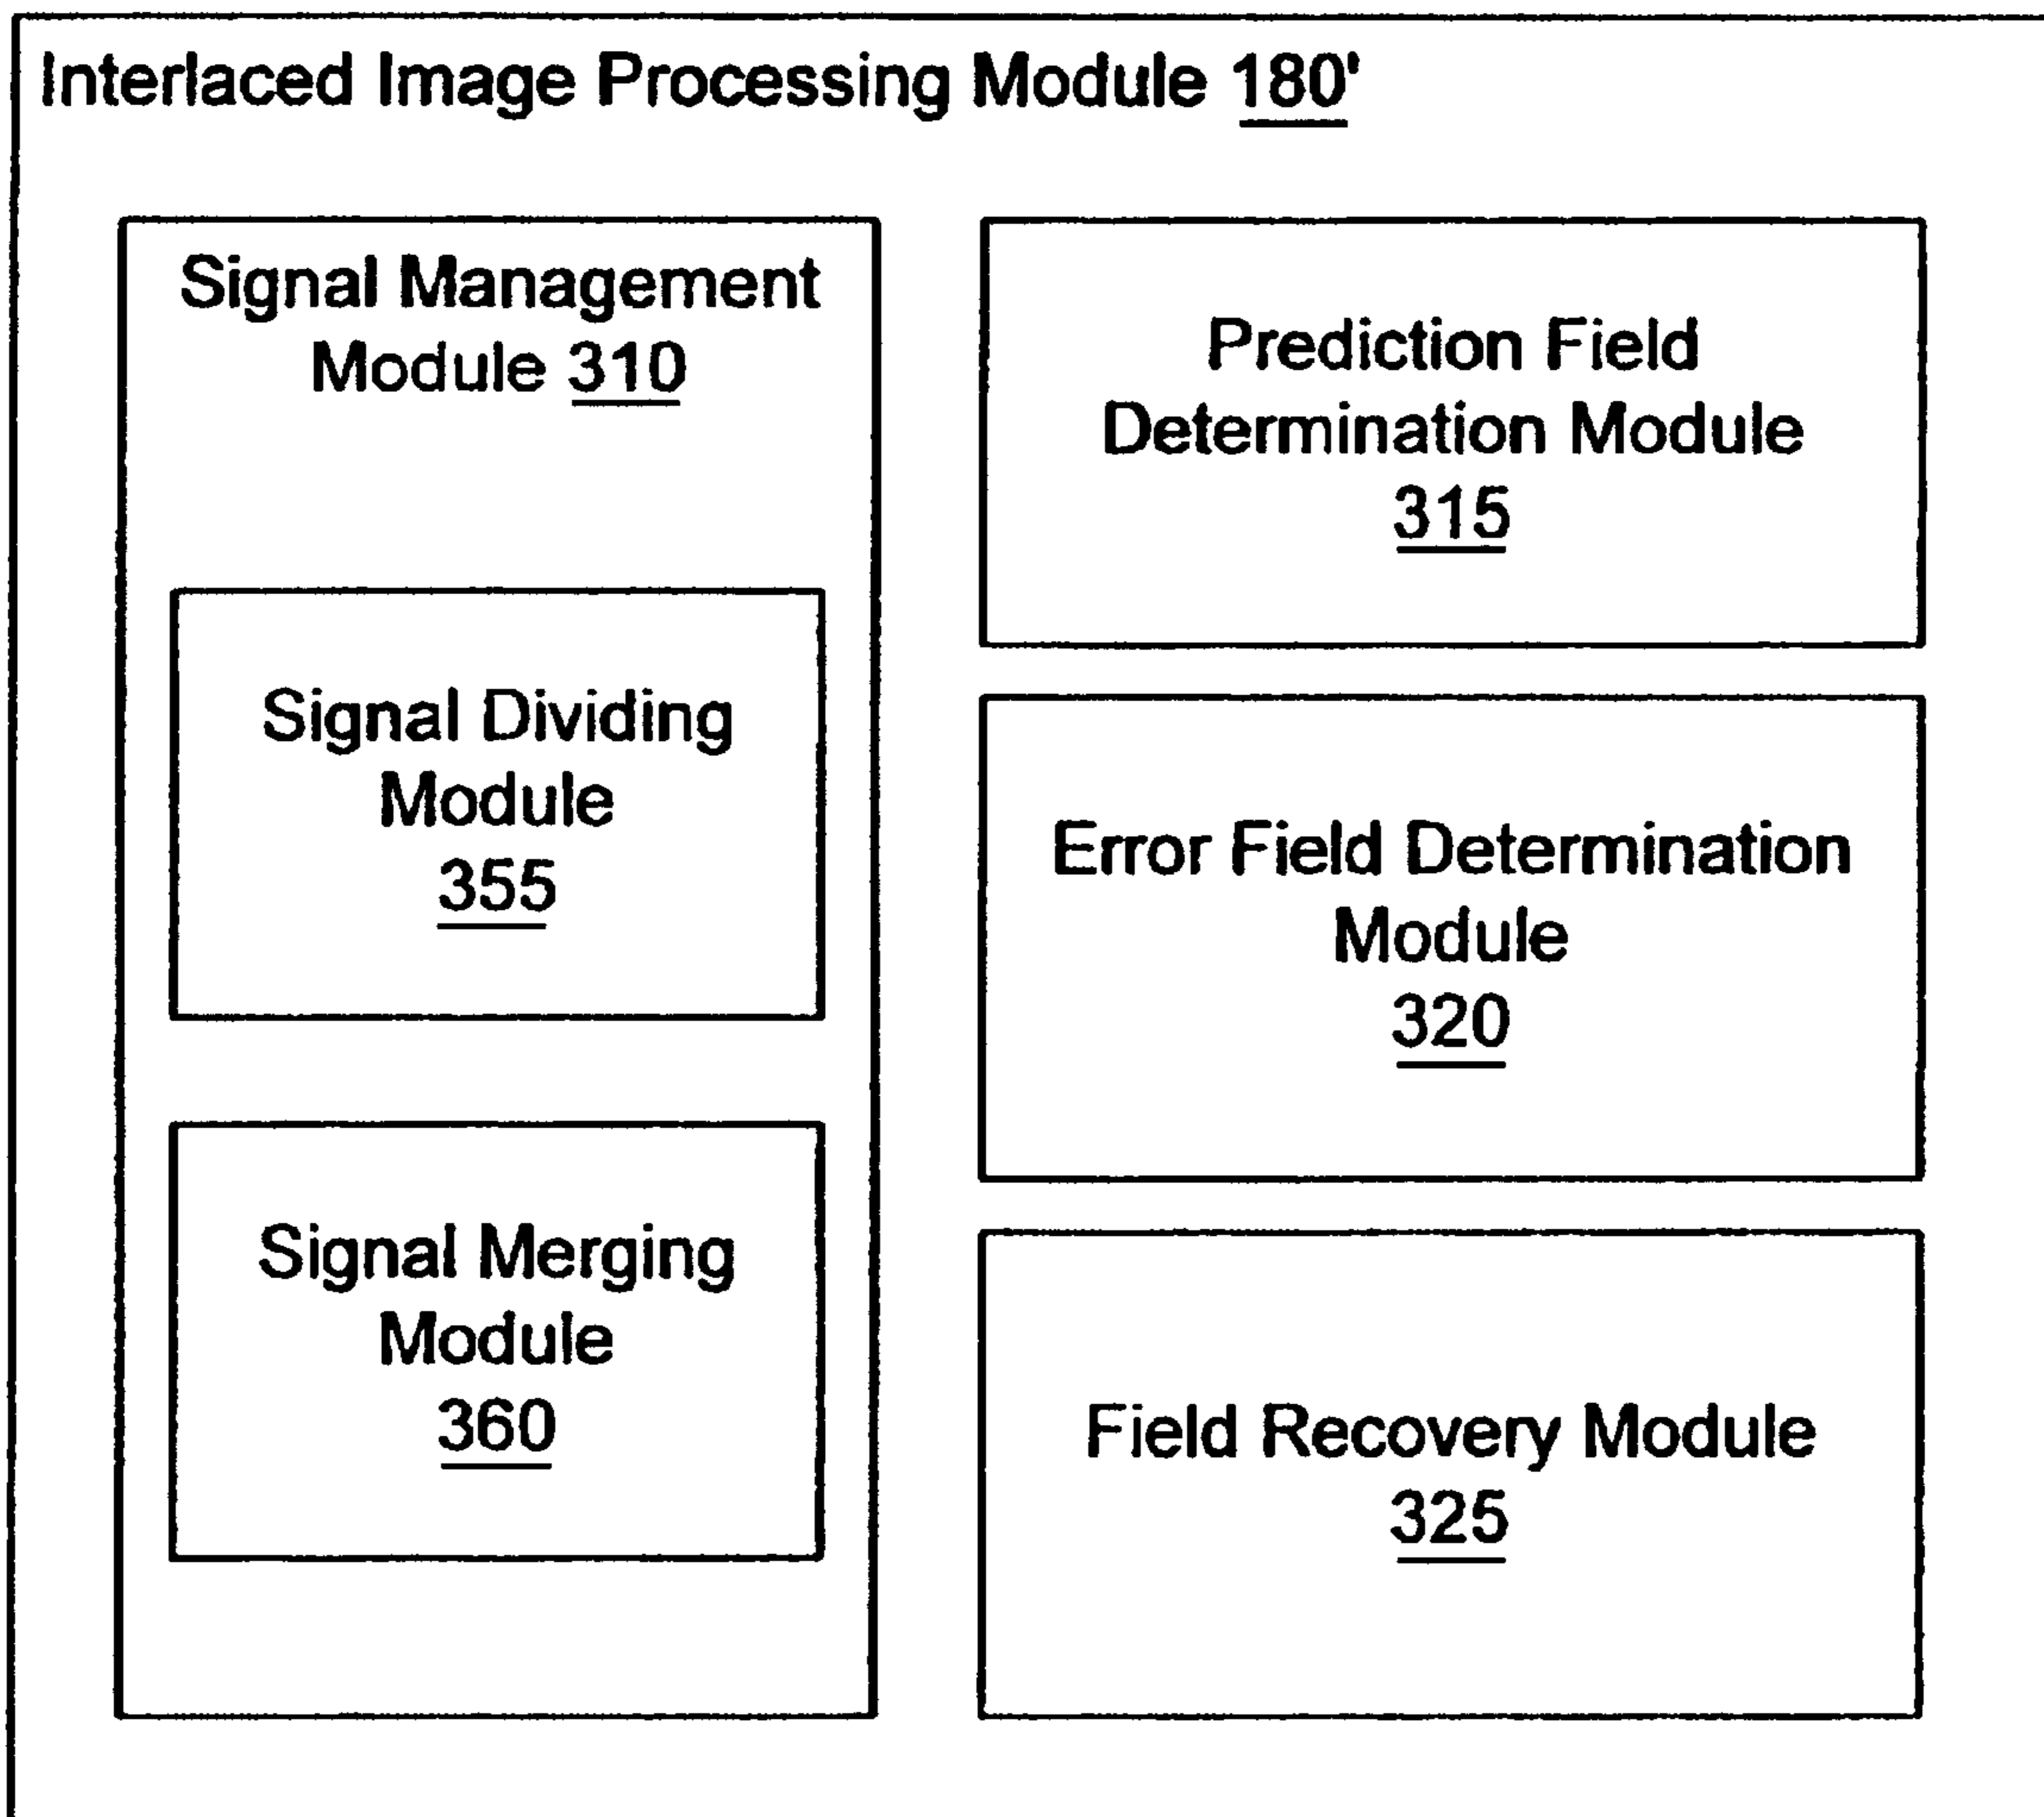 Interlaced Image Processing Module 180'
Signal Management
Module 310
Signal Dividing
Module
355
Signal Merging
Module
360
Prediction Field
Determination Module
315
Error Field Determination
Module
320
Field Recovery Module
325